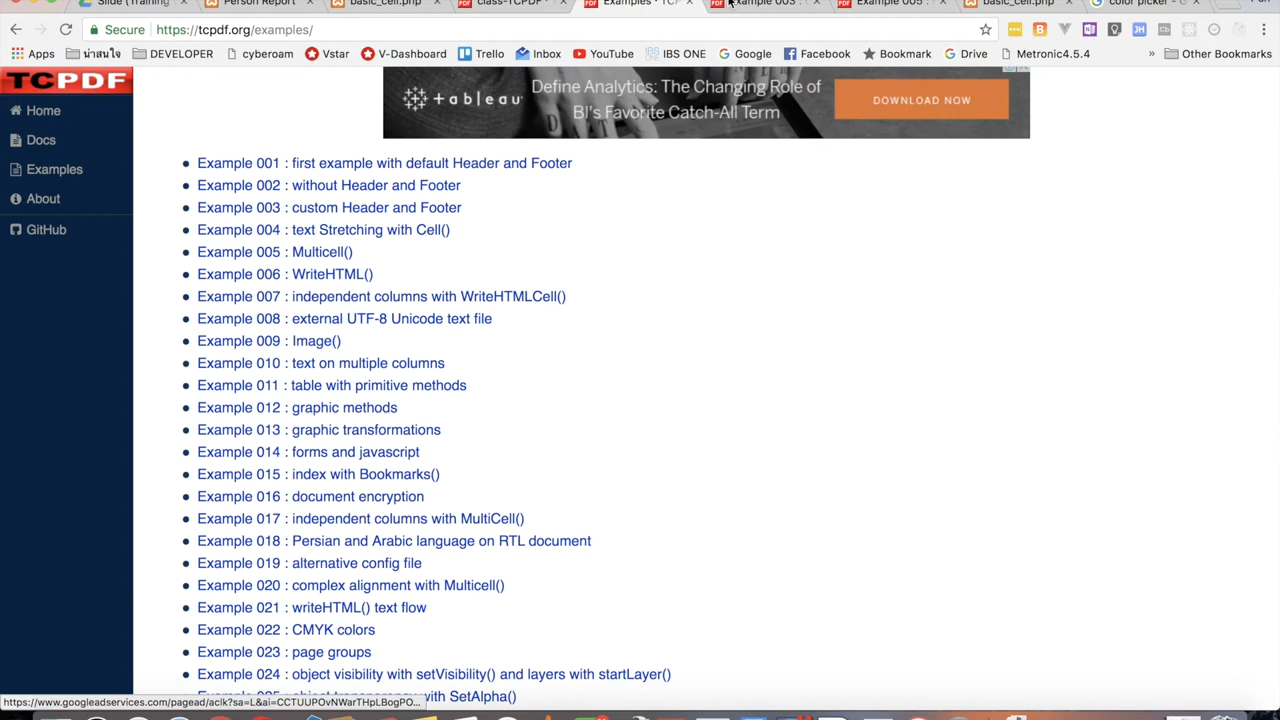 Slide (Training
Person Report
basic_cell.php
class-TCPDF
Examples · TCP
Example 003 :
Example 005 :
basic_cell.php
color picker - G
Secure
https://tcpdf.org/examples/
Apps
น่าสนใจ
DEVELOPER
cyberoam
Vstar
V-Dashboard
Trello
Inbox
YouTube
IBS ONE
Google
Facebook
Bookmark
Drive
Metronic4.5.4
» Other Bookmarks
TCPDF
Home
Docs
Examples
About
GitHub
+ableau
Define Analytics: The Changing Role of
BI's Favorite Catch-All Term
DOWNLOAD NOW
Example 001 : first example with default Header and Footer
Example 002 : without Header and Footer
Example 003 : custom Header and Footer
Example 004 : text Stretching with Cell()
Example 005 : Multicell()
Example 006 : WriteHTML()
Example 007 : independent columns with WriteHTMLCell()
Example 008 : external UTF-8 Unicode text file
Example 009 : Image()
Example 010 : text on multiple columns
Example 011 : table with primitive methods
Example 012 : graphic methods
Example 013 : graphic transformations
Example 014 : forms and javascript
Example 015 : index with Bookmarks()
Example 016 : document encryption
Example 017 : independent columns with MultiCell()
Example 018 : Persian and Arabic language on RTL document
Example 019 : alternative config file
Example 020 : complex alignment with Multicell()
Example 021 : writeHTML() text flow
Example 022 : CMYK colors
Example 023 : page groups
Example 024 : object visibility with setVisibility() and layers with startLayer()
with SetAlpha()
https://www.googleadservices.com/pagead/aclk?sa=L&ai=CCTUUPOvNWarTHpLBogPO...